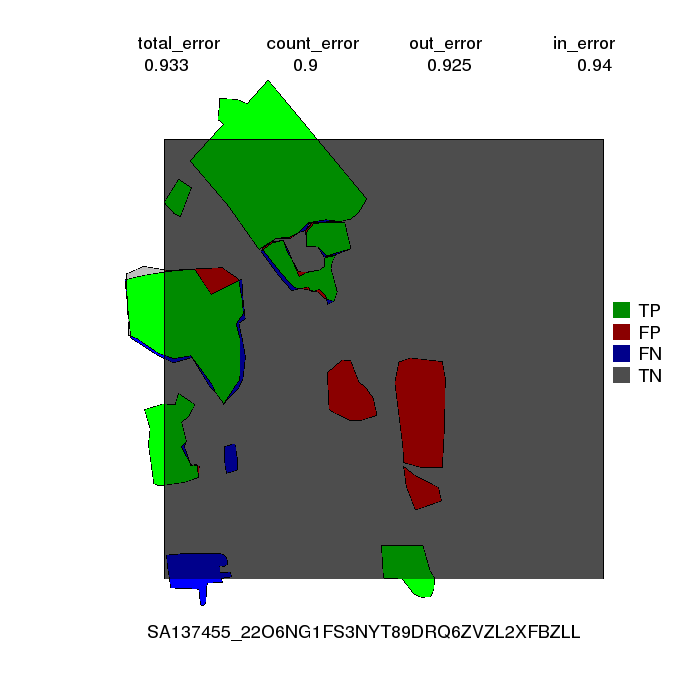 total_error count_error out_error in_error
0.933 0.9 0.925 0.94
TP
FP
FN
TN
SA137455_22O6NG1FS3NYT89DRQ6ZVZL2XFBZLL